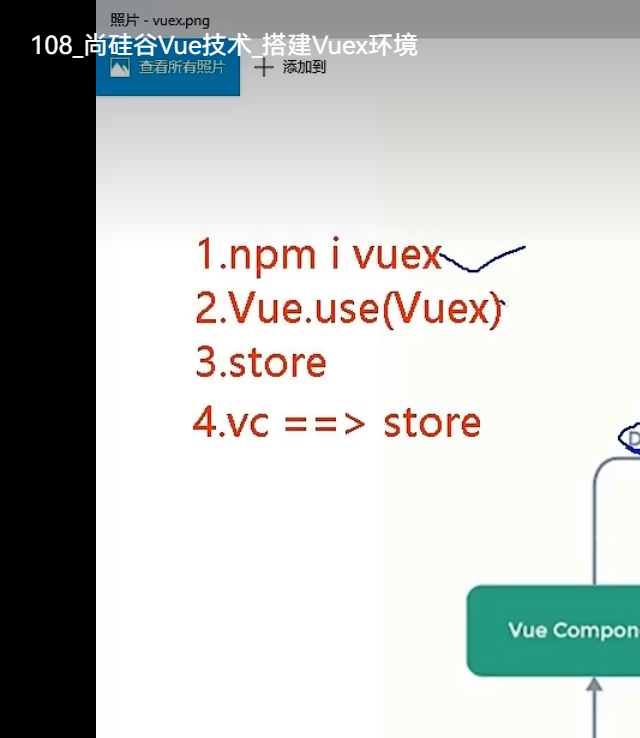 照片 - vuex.png
108_尚硅谷Vue技术_搭建Vuex环境
查看所有照片
添加到
1.npm i vuex
2.Vue.use(Vuex)
3.store
4.vc ==> store
D
Vue Compon